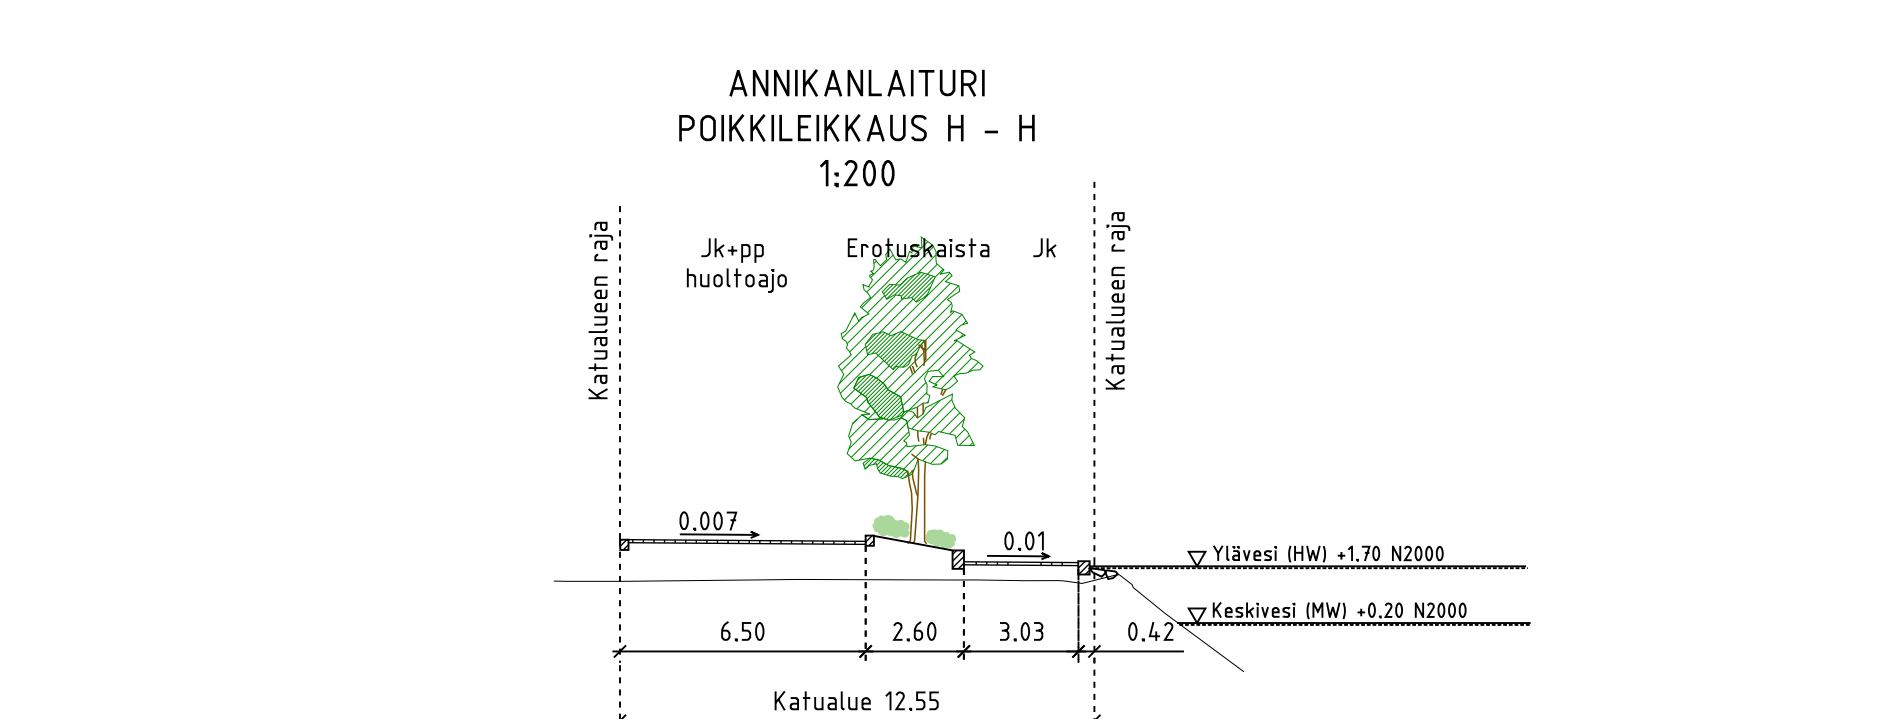 ANNIKANLAITURI
POIKKILEIKKAUS H - H
1:200
Katualueen raja
Jk+pp
huoltoajo
Erotuskaista
Jk
Katualueen raja
0.007
0.01
Ylävesi (HW) +1.70 N2000
Keskivesi (MW) +0.20 N2000
6.50 2.60 3.03 0.42
Katualue 12.55